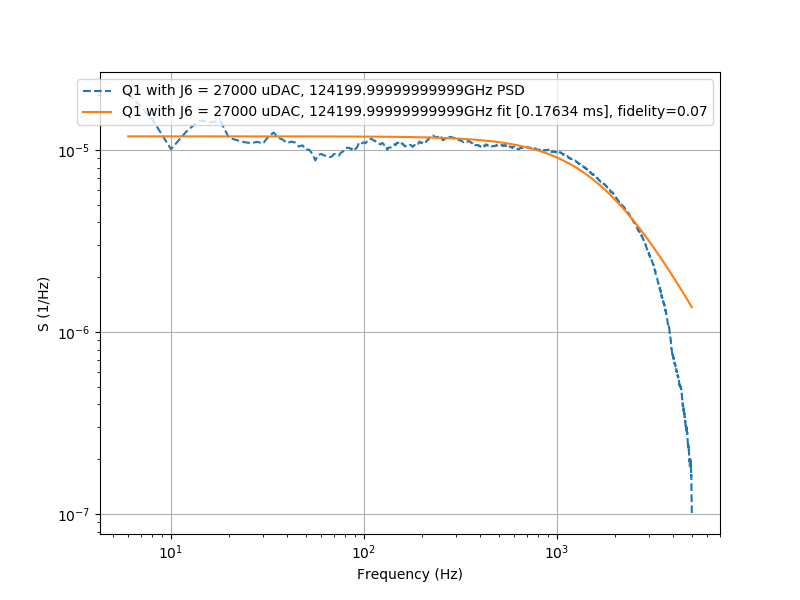 Q1 with J6 = 27000 uDAC, 124199.99999999999GHz PSD
Q1 with J6 = 27000 uDAC, 124199.99999999999GHz fit [0.17634 ms], fidelity=0.07
S (1/Hz)
10⁻⁵
10⁻⁶
10⁻⁷
10¹ 10² 10³
Frequency (Hz)